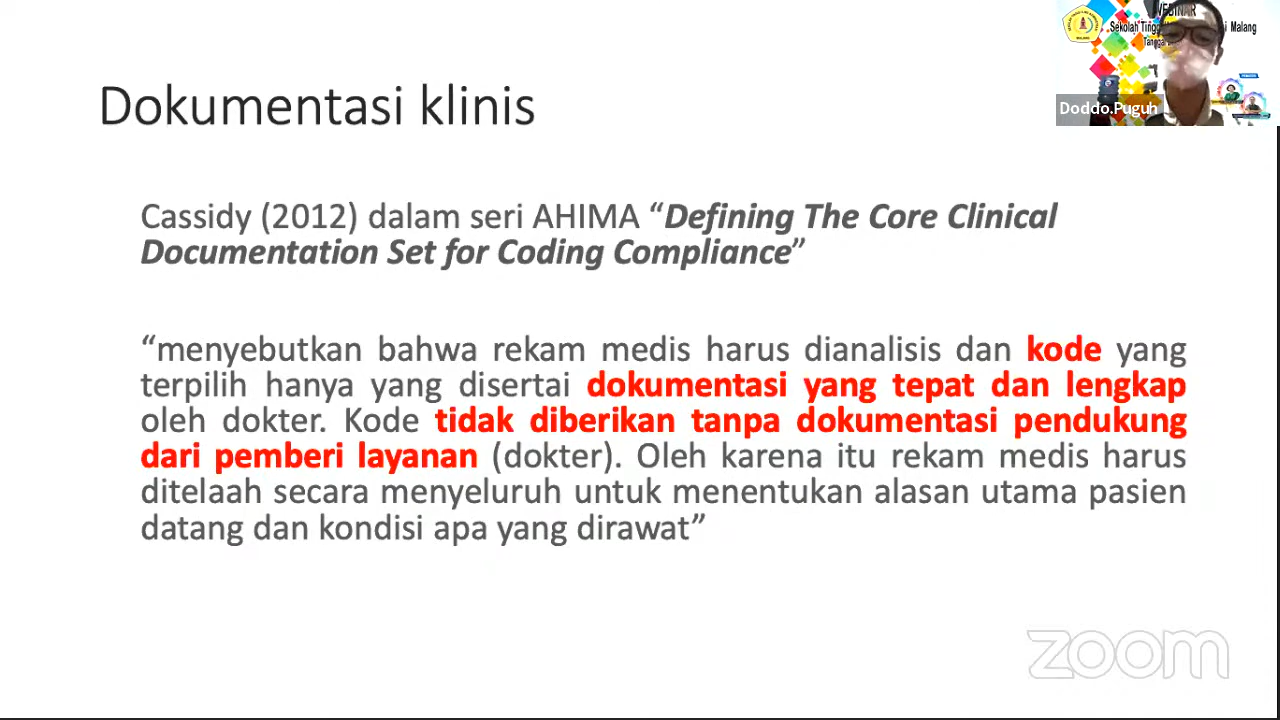 WEBINAR
Sekolah Tingg i Malang
Tangga
Doddo.Puguh
Dokumentasi klinis
Cassidy (2012) dalam seri AHIMA “Defining The Core Clinical
Documentation Set for Coding Compliance”
“menyebutkan bahwa rekam medis harus dianalisis dan kode yang
terpilih hanya yang disertai dokumentasi yang tepat dan lengkap
oleh dokter. Kode tidak diberikan tanpa dokumentasi pendukung
dari pemberi layanan (dokter). Oleh karena itu rekam medis harus
ditelaah secara menyeluruh untuk menentukan alasan utama pasien
datang dan kondisi apa yang dirawat”
zoom